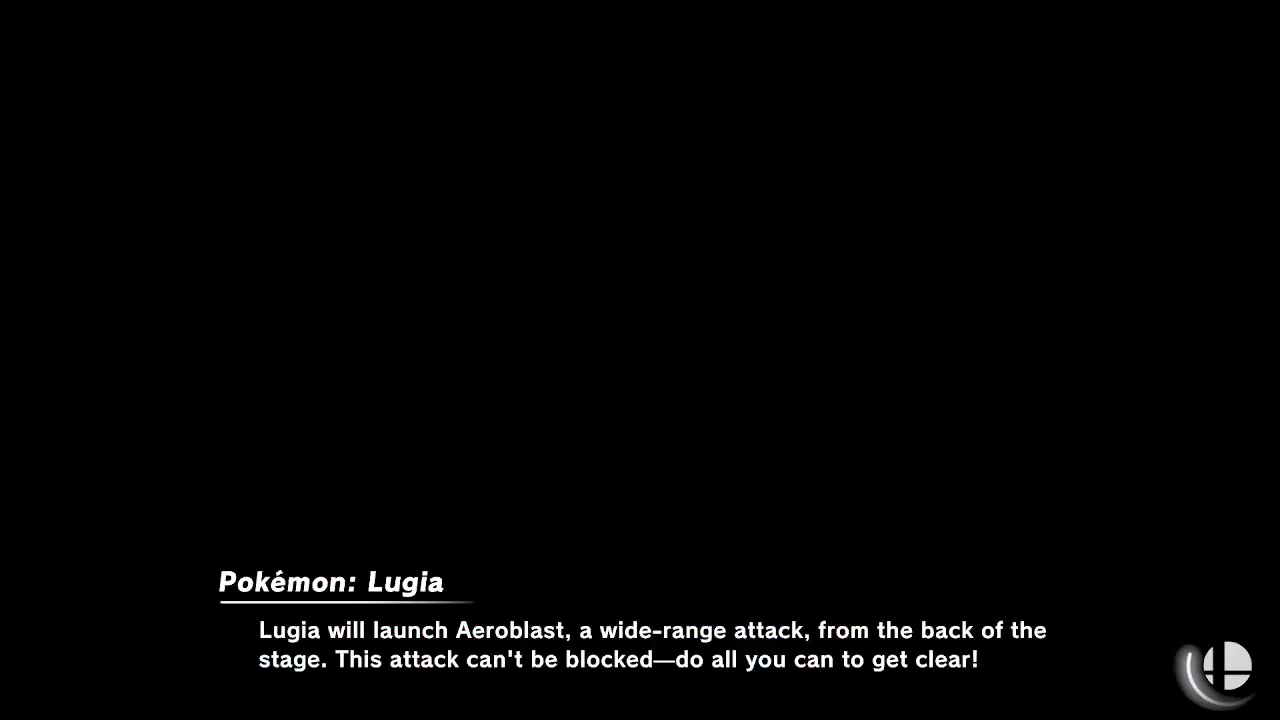 Pokémon: Lugia
Lugia will launch Aeroblast, a wide-range attack, from the back of the
stage. This attack can't be blocked—do all you can to get clear!